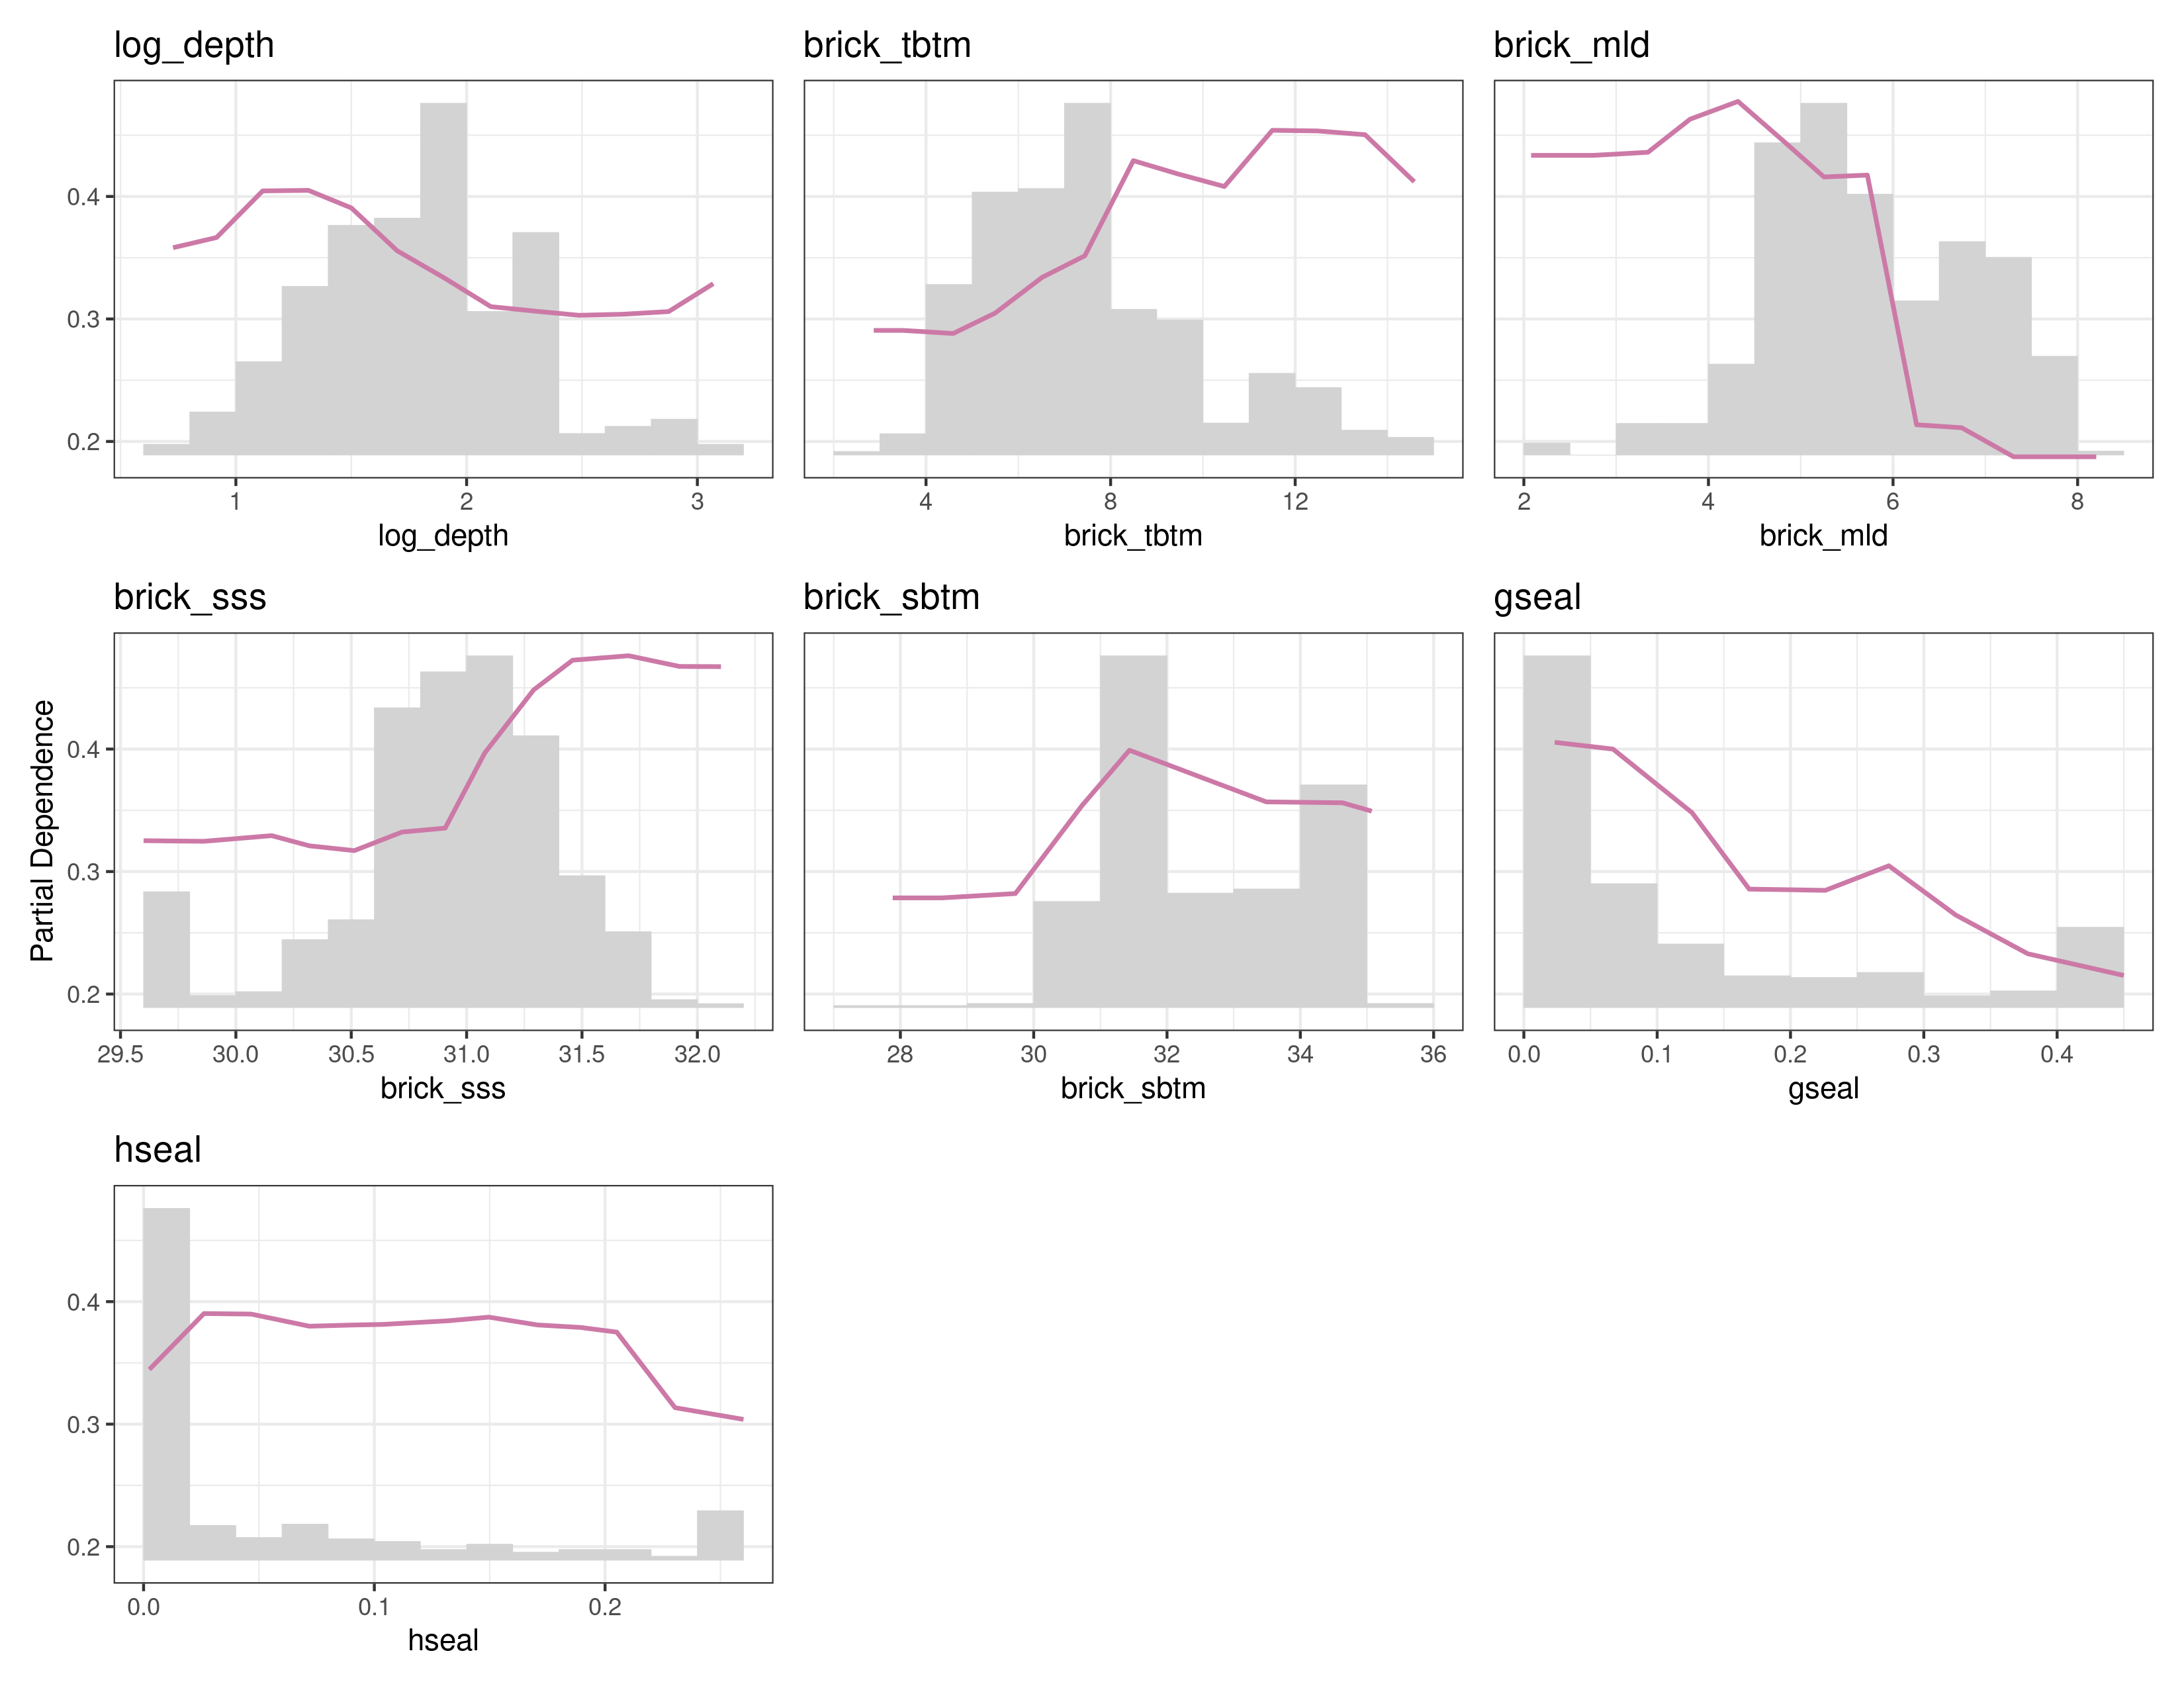 log_depth
brick_tbtm
brick_mld
0.4
0.3
0.2
1 2 3
4 8 12
2 4 6 8
log_depth
brick_tbtm
brick_mld
brick_sss
brick_sbtm
gseal
Partial Dependence
0.4
0.3
0.2
29.5 30.0 30.5 31.0 31.5 32.0
28 30 32 34 36
0.0 0.1 0.2 0.3 0.4
brick_sss
brick_sbtm
gseal
hseal
0.4
0.3
0.2
0.0 0.1 0.2
hseal